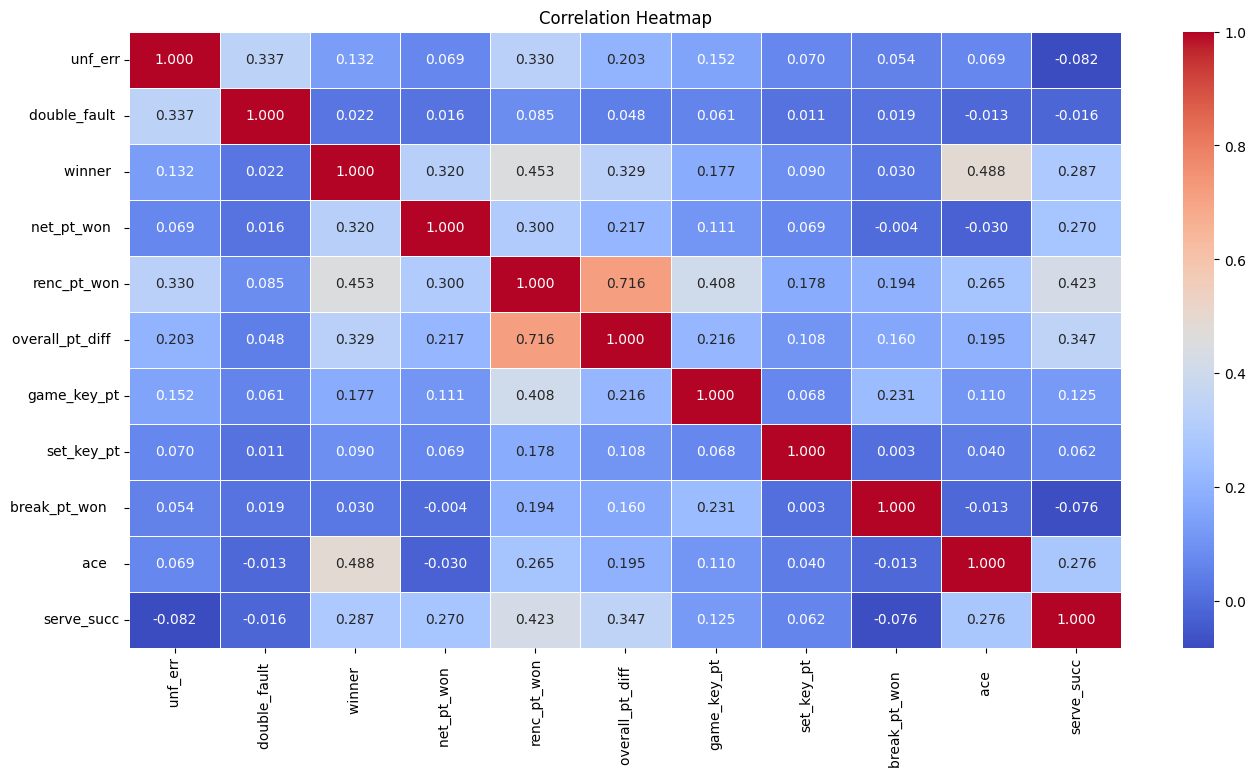 Correlation Heatmap
unf_err 1.000 0.337 0.132 0.069 0.330 0.203 0.152 0.070 0.054 0.069 -0.082
double_fault 0.337 1.000 0.022 0.016 0.085 0.048 0.061 0.011 0.019 -0.013 -0.016
winner 0.132 0.022 1.000 0.320 0.453 0.329 0.177 0.090 0.030 0.488 0.287
net_pt_won 0.069 0.016 0.320 1.000 0.300 0.217 0.111 0.069 -0.004 -0.030 0.270
renc_pt_won 0.330 0.085 0.453 0.300 1.000 0.716 0.408 0.178 0.194 0.265 0.423
overall_pt_diff 0.203 0.048 0.329 0.217 0.716 1.000 0.216 0.108 0.160 0.195 0.347
game_key_pt 0.152 0.061 0.177 0.111 0.408 0.216 1.000 0.068 0.231 0.110 0.125
set_key_pt 0.070 0.011 0.090 0.069 0.178 0.108 0.068 1.000 0.003 0.040 0.062
break_pt_won 0.054 0.019 0.030 -0.004 0.194 0.160 0.231 0.003 1.000 -0.013 -0.076
ace 0.069 -0.013 0.488 -0.030 0.265 0.195 0.110 0.040 -0.013 1.000 0.276
serve_succ -0.082 -0.016 0.287 0.270 0.423 0.347 0.125 0.062 -0.076 0.276 1.000
unf_err double_fault winner net_pt_won renc_pt_won overall_pt_diff game_key_pt set_key_pt break_pt_won ace serve_succ
1.0
0.8
0.6
0.4
0.2
0.0